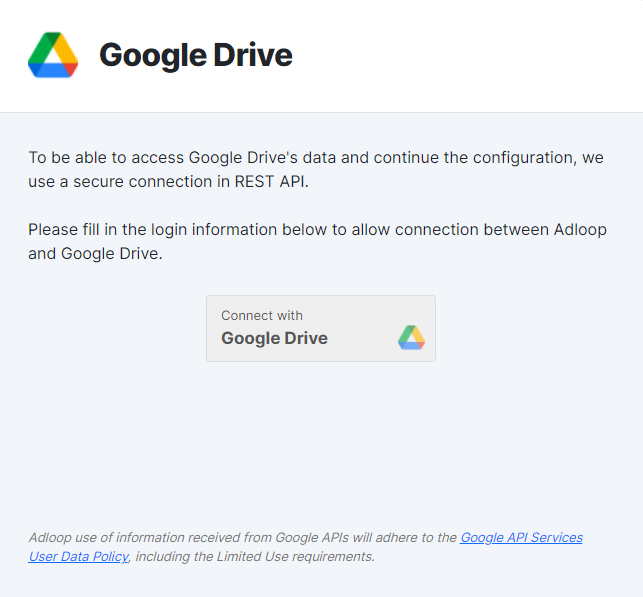 Google Drive
To be able to access Google Drive's data and continue the configuration, we
use a secure connection in REST API.
Please fill in the login information below to allow connection between Adloop
and Google Drive.
Connect with
Google Drive
Adloop use of information received from Google APIs will adhere to the Google API Services
User Data Policy, including the Limited Use requirements.